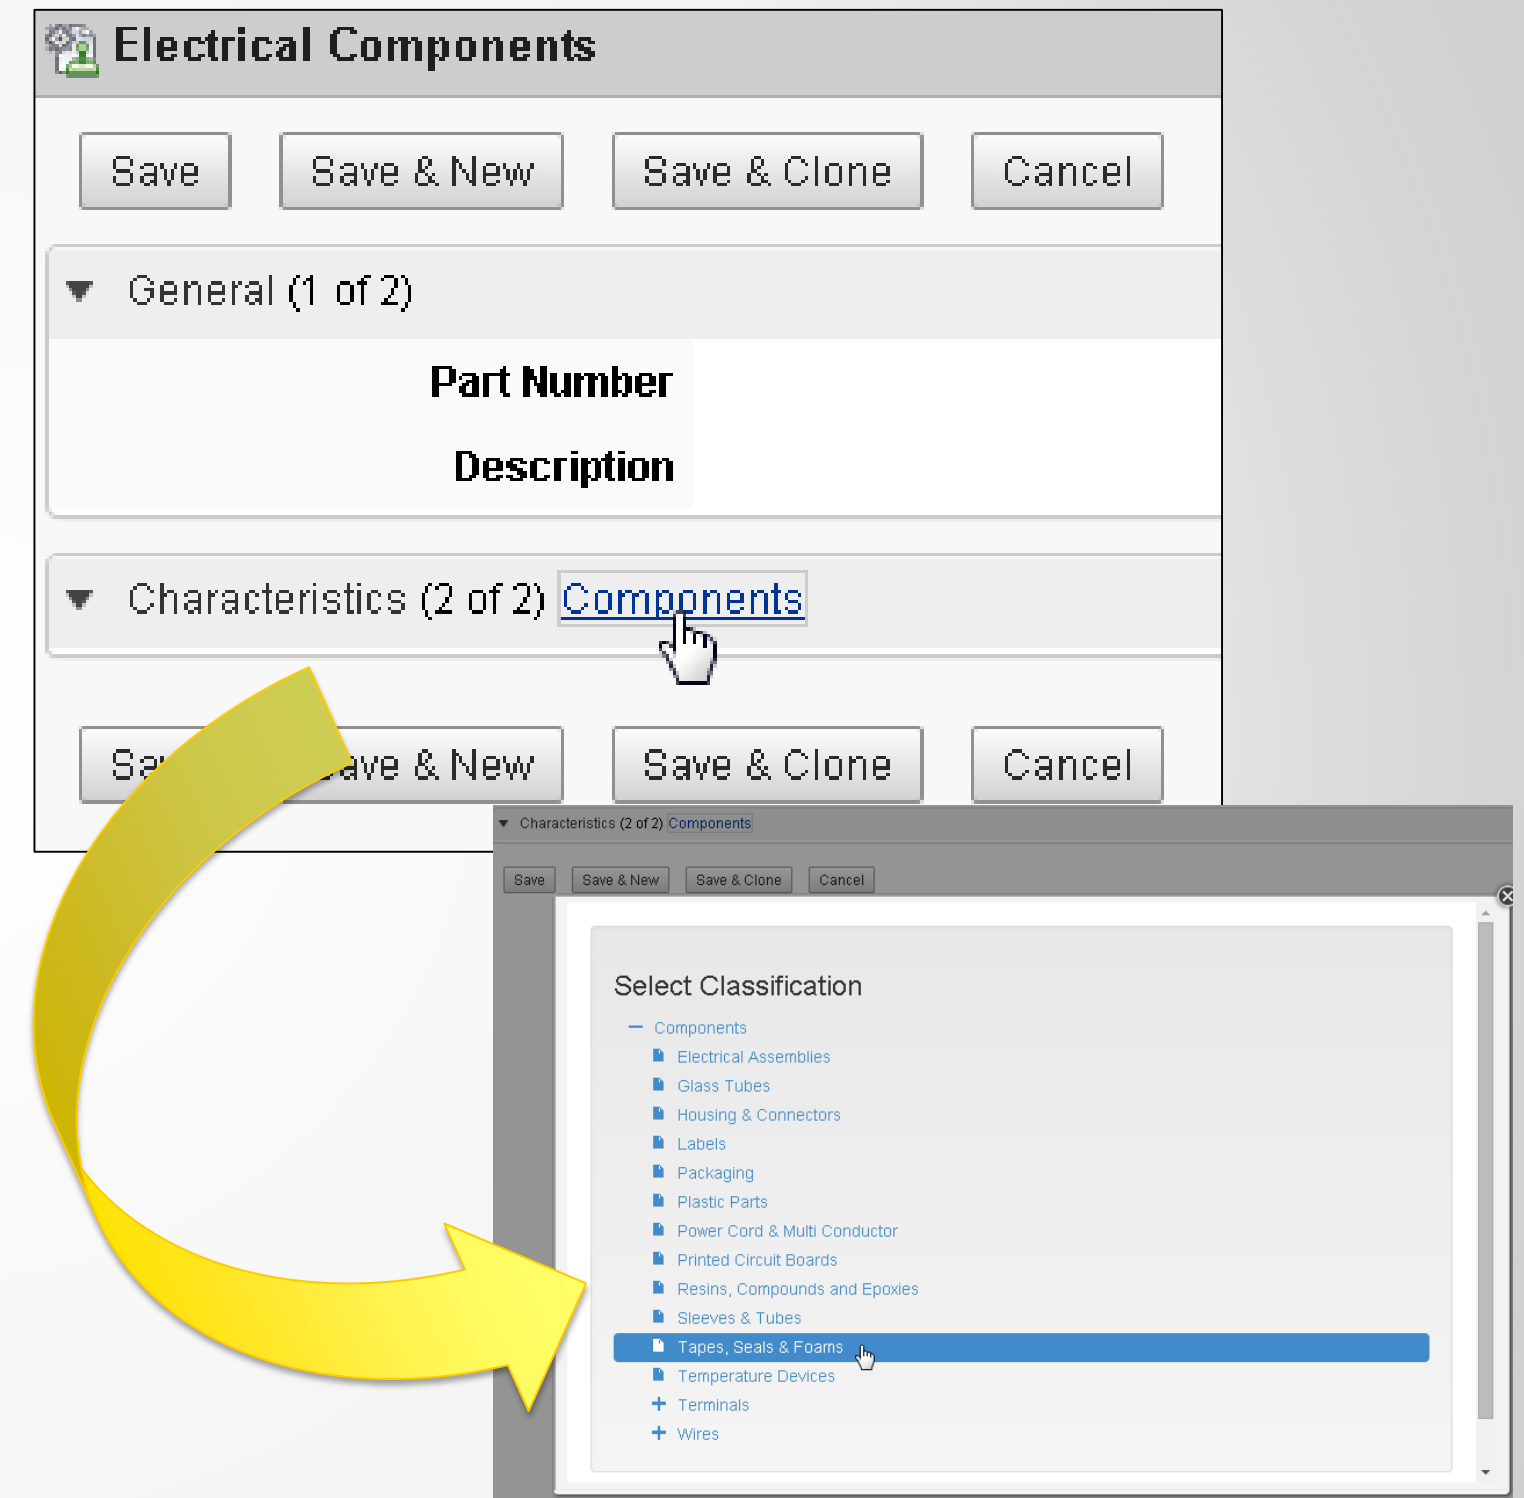 Electrical Components
Save Save & New Save & Clone Cancel
General (1 of 2)
Part Number
Description
Characteristics (2 of 2) Components
Save & New Save & Clone Cancel
Characteristics (2 of 2) Components
Save Save & New Save & Clone Cancel
Select Classification
Components
Electrical Assemblies
Glass Tubes
Housing & Connectors
Labels
Packaging
Plastic Parts
Power Cord & Multi Conductor
Printed Circuit Boards
Resins, Compounds and Epoxies
Sleeves & Tubes
Tapes, Seals & Foams
Temperature Devices
Terminals
Wires